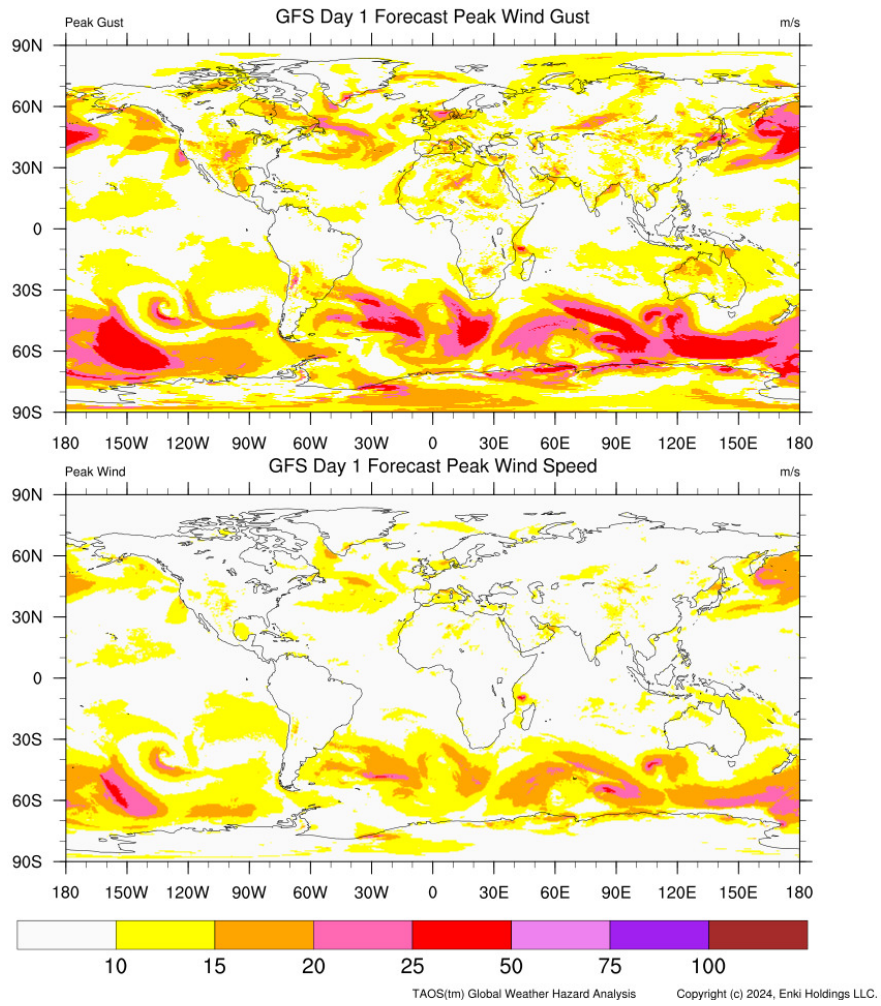 GFS Day 1 Forecast Peak Wind Gust
Peak Gust
m/s
90N
60N
30N
0
30S
60S
90S
180 150W 120W 90W 60W 30W 0 30E 60E 90E 120E 150E 180
GFS Day 1 Forecast Peak Wind Speed
Peak Wind
m/s
90N
60N
30N
0
30S
60S
90S
180 150W 120W 90W 60W 30W 0 30E 60E 90E 120E 150E 180
10 15 20 25 50 75 100
TAOS(tm) Global Weather Hazard Analysis Copyright (c) 2024, Enki Holdings LLC.